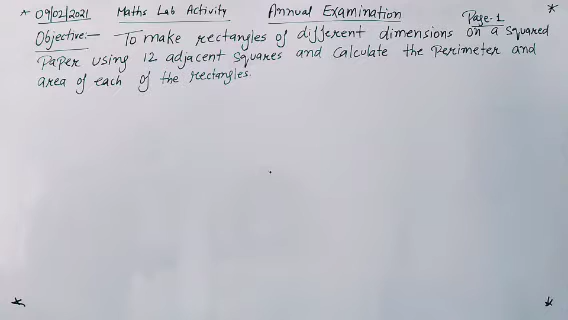 09/02/2021 Maths Lab Activity Annual Examination Page-1
Objective:- To make rectangles of different dimensions on a squared
Paper using 12 adjacent squares and calculate the Perimeter and
area of each of the rectangles.